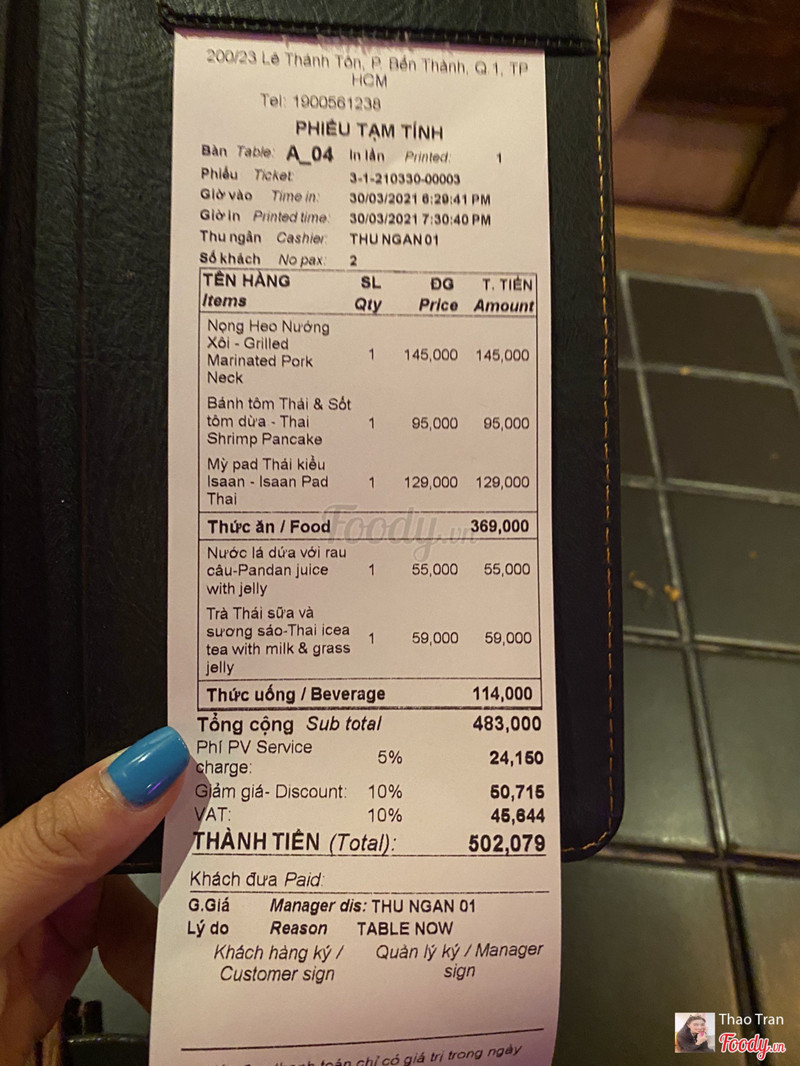 200/23 Lê Thánh Tôn, P. Bến Thành, Q.1, TP
HCM
Tel: 1900561238
PHIẾU TẠM TÍNH
Bàn Table: A_04 In lần Printed: 1
Phiếu Ticket: 3-1-210330-00003
Giờ vào Time in: 30/03/2021 6:29:41 PM
Giờ in Printed time: 30/03/2021 7:30:40 PM
Thu ngân Cashier: THU NGAN 01
Số khách No pax: 2
TÊN HÀNG SL ĐG T. TIỀN
Items Qty Price Amount
Nọng Heo Nướng
Xôi - Grilled
Marinated Pork
Neck 1 145,000 145,000
Bánh tôm Thái & Sốt
tôm dừa - Thai
Shrimp Pancake 1 95,000 95,000
Mỳ pad Thái kiểu
Isaan - Isaan Pad
Thai 1 129,000 129,000
Thức ăn / Food 369,000
Nước lá dứa với rau
câu-Pandan juice
with jelly 1 55,000 55,000
Trà Thái sữa và
sương sáo-Thai icea
tea with milk & grass
jelly 1 59,000 59,000
Thức uống / Beverage 114,000
Tổng cộng Sub total 483,000
Phí PV Service
charge: 5% 24,150
Giảm giá- Discount: 10% 50,715
VAT: 10% 45,644
THÀNH TIỀN (Total): 502,079
Khách đưa Paid:
G.Giá Manager dis: THU NGAN 01
Lý do Reason TABLE NOW
Khách hàng ký / Quản lý ký / Manager
Customer sign sign
toán chỉ có giá trị trong ngày
Foody.vn
Thao Tran
Foody.vn